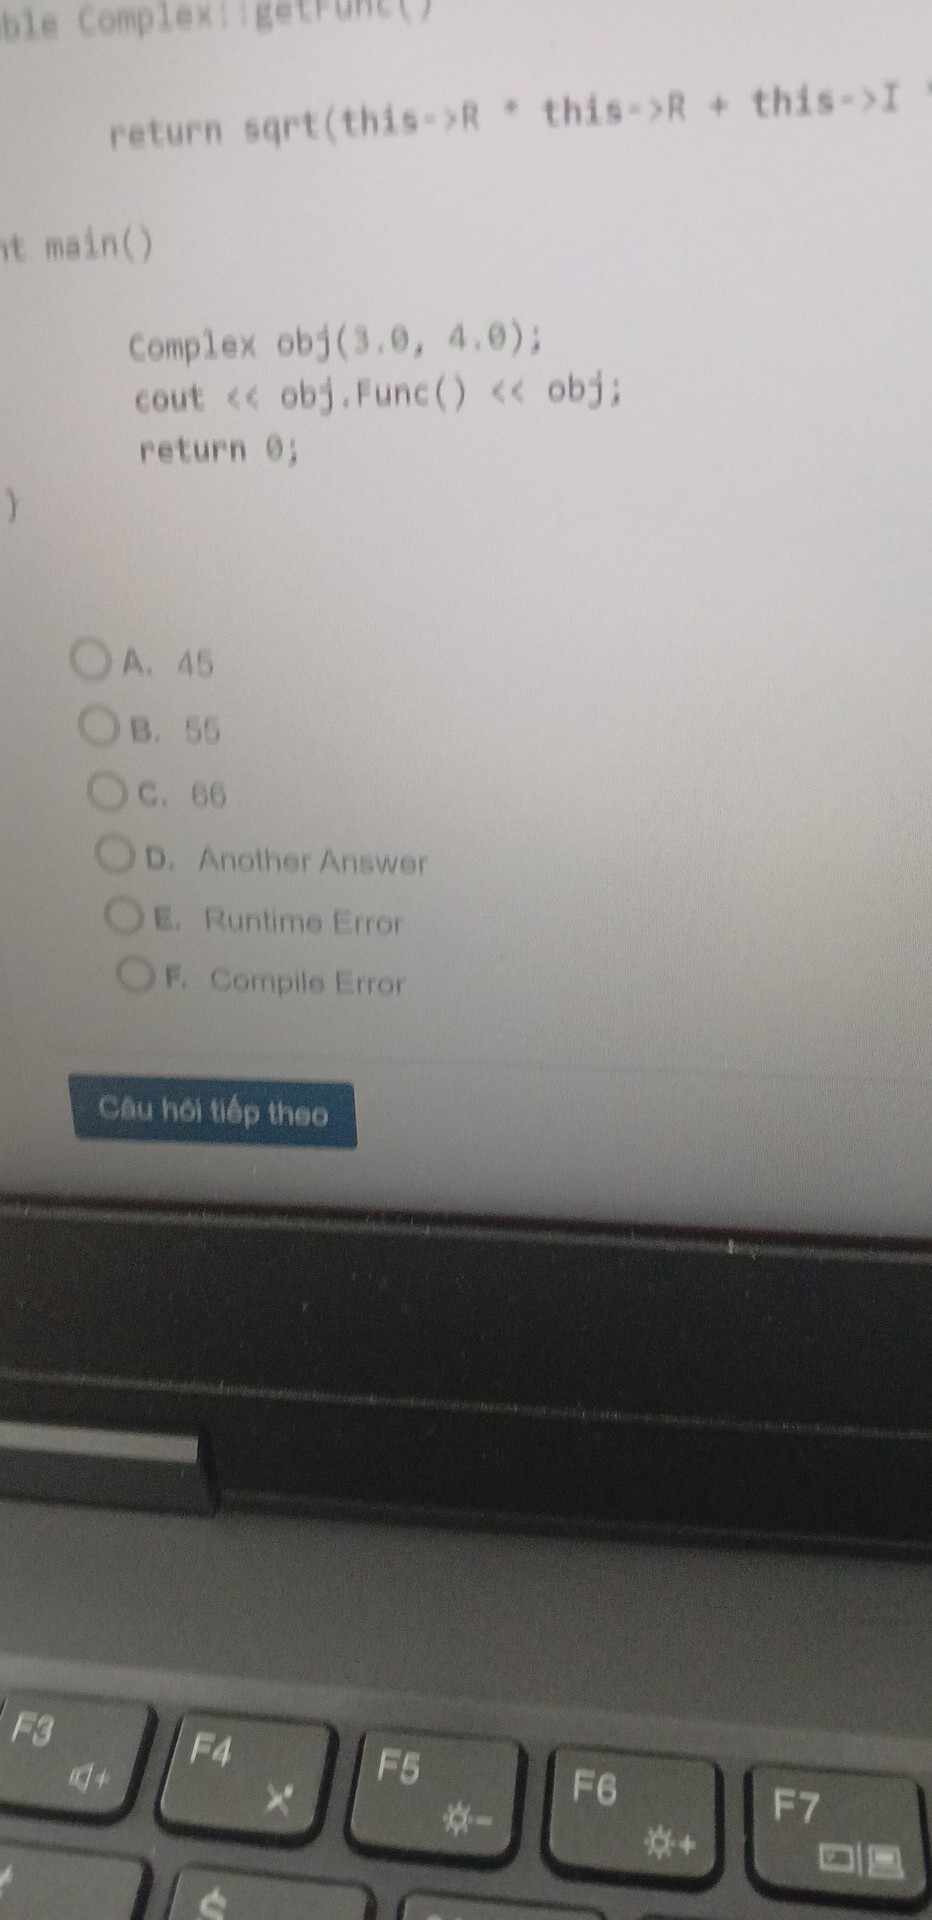 ble Complex::getFunc()
return sqrt(this->R * this->R + this->I *
nt main()
Complex obj(3.0, 4.0);
cout << obj.Func() << obj;
return 0;
}
A. 45
B. 55
C. 66
D. Another Answer
E. Runtime Error
F. Compile Error
Câu hỏi tiếp theo
F3
F4
F5
F6
F7
$